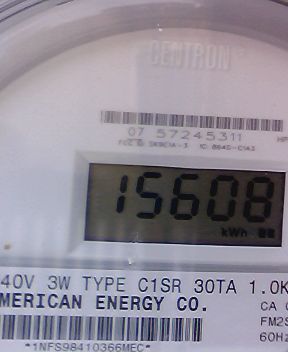 CENTRON
07 57245311
15608
kWh
40V 3W TYPE C1SR 30TA 1.0K
MERICAN ENERGY CO.
CA
FM2S
60Hz
*1NFS98410366MEC*